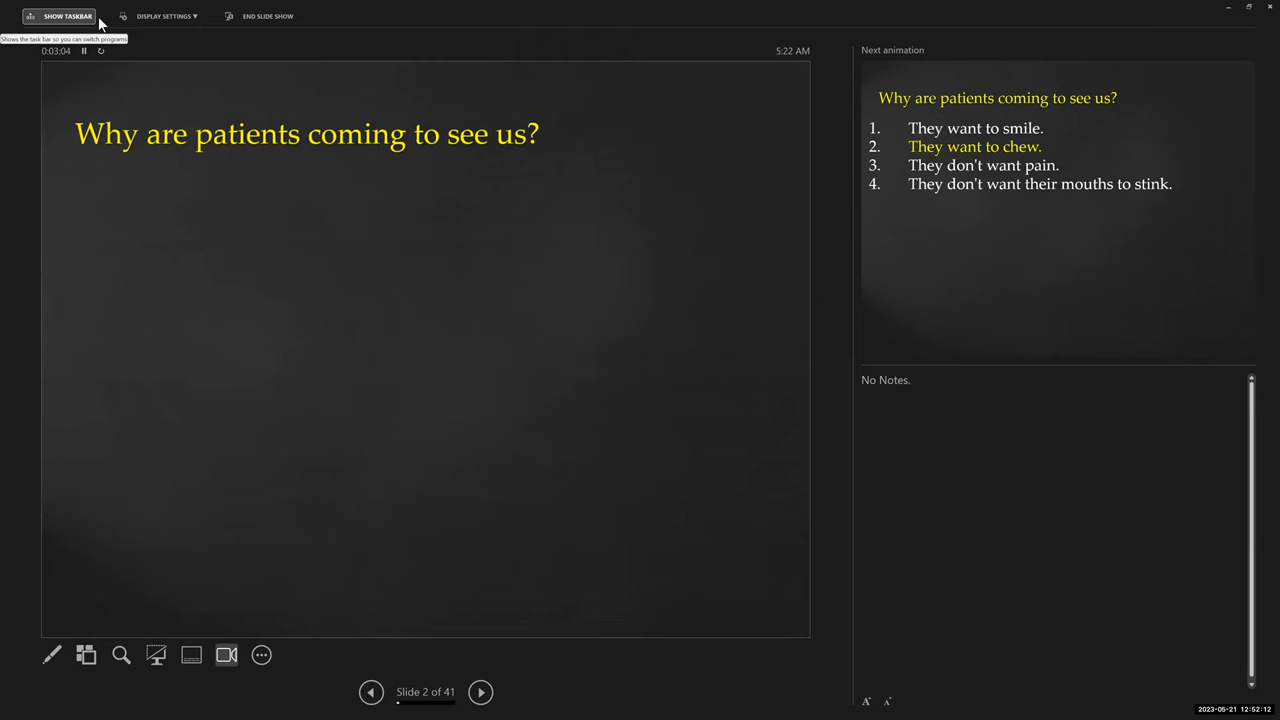 SHOW TASKBAR
DISPLAY SETTINGS ▼
END SLIDE SHOW
Shows the task bar so you can switch programs
0:03:04
5:22 AM
Why are patients coming to see us?
Next animation
Why are patients coming to see us?
1. They want to smile.
2. They want to chew.
3. They don't want pain.
4. They don't want their mouths to stink.
No Notes.
Slide 2 of 41
A A
2023-05-21 12:52:12